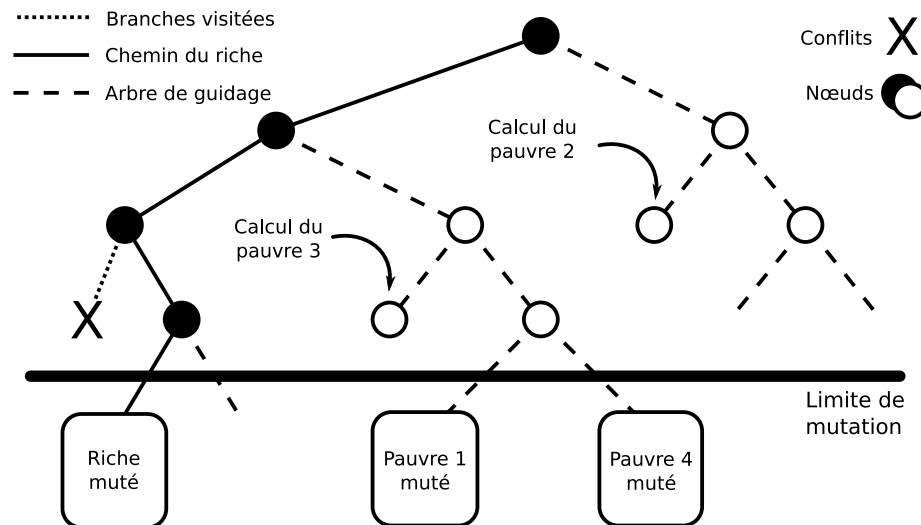 Branches visitées
Chemin du riche
Arbre de guidage
Conflits
Nœuds
Calcul du
pauvre 2
Calcul du
pauvre 3
Limite de
mutation
Riche
muté
Pauvre 1
muté
Pauvre 4
muté